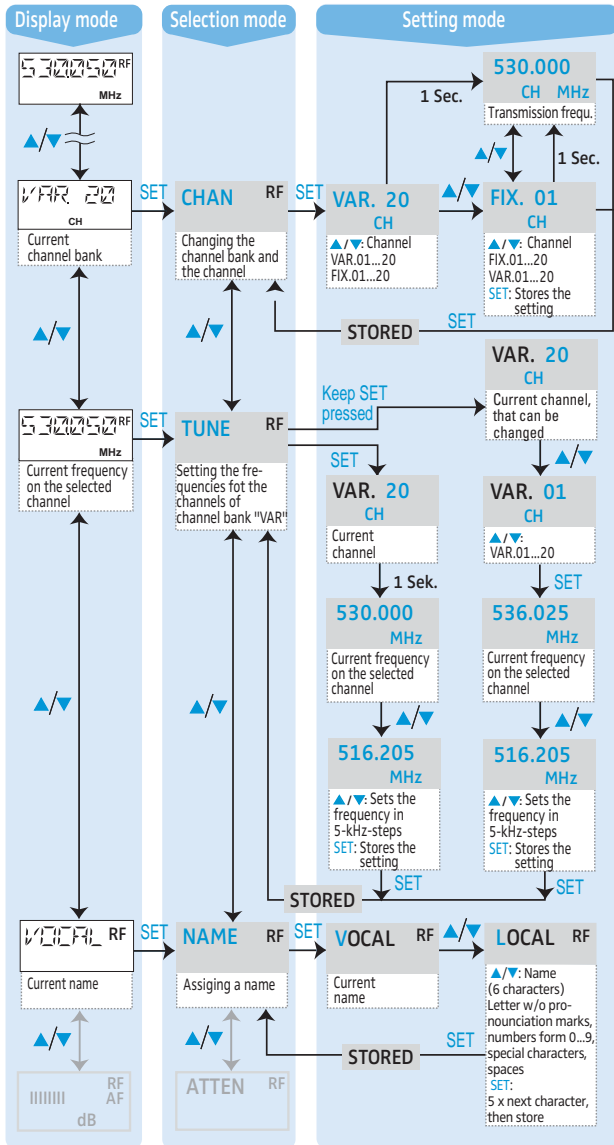 Display mode
Selection mode
Setting mode
530.050 RF
MHz
▲/▼
VAR. 20
CH
Current
channel bank
SET
CHAN RF
Changing the
channel bank and
the channel
SET
VAR. 20
CH
▲/▼: Channel
VAR.01...20
FIX.01...20
▲/▼
1 Sec.
530.000
CH MHz
Transmission frequ.
▲/▼
1 Sec.
FIX. 01
CH
▲/▼: Channel
FIX.01...20
VAR.01...20
SET: Stores the
setting
SET
STORED
▲/▼
▲/▼
530.050 RF
MHz
Current frequency
on the selected
channel
SET
TUNE RF
Setting the fre-
quencies fot the
channels of
channel bank "VAR"
Keep SET
pressed
VAR. 20
CH
Current channel,
that can be
changed
▲/▼
VAR. 01
CH
▲/▼:
VAR.01...20
SET
536.025
MHz
Current frequency
on the selected
channel
▲/▼
516.205
MHz
▲/▼: Sets the
frequency in
5-kHz-steps
SET: Stores the
setting
SET
SET
VAR. 20
CH
Current
channel
1 Sek.
530.000
MHz
Current frequency
on the selected
channel
▲/▼
516.205
MHz
▲/▼: Sets the
frequency in
5-kHz-steps
SET: Stores the
setting
SET
STORED
▲/▼
▲/▼
VOCAL RF
Current name
SET
NAME RF
Assiging a name
SET
VOCAL RF
Current
name
▲/▼
LOCAL RF
▲/▼: Name
(6 characters)
Letter w/o pro-
nounciation marks,
numbers form 0...9,
special characters,
spaces
SET:
5 x next character,
then store
SET
STORED
▲/▼
▲/▼
RF
AF
dB
ATTEN RF